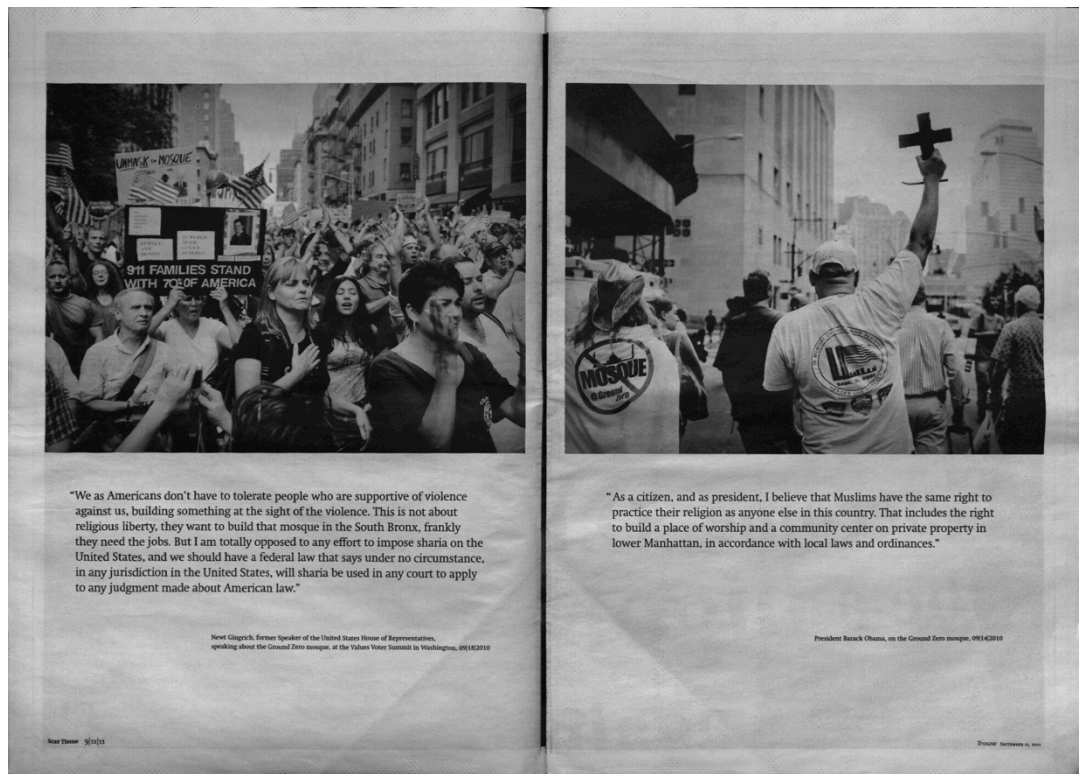 UNMASK THE MOSQUE
911 FAMILIES STAND
WITH 70% OF AMERICA
“We as Americans don’t have to tolerate people who are supportive of violence
against us, building something at the sight of the violence. This is not about
religious liberty, they want to build that mosque in the South Bronx, frankly
they need the jobs. But I am totally opposed to any effort to impose sharia on the
United States, and we should have a federal law that says under no circumstance,
in any jurisdiction in the United States, will sharia be used in any court to apply
to any judgment made about American law.”
Newt Gingrich, former Speaker of the United States House of Representatives,
speaking about the Ground Zero mosque, at the Values Voter Summit in Washington, 09|18|2010
Scar Tissue 9|11|11
MOSQUE
@ Ground
Zero
“As a citizen, and as president, I believe that Muslims have the same right to
practice their religion as anyone else in this country. That includes the right
to build a place of worship and a community center on private property in
lower Manhattan, in accordance with local laws and ordinances.”
President Barack Obama, on the Ground Zero mosque, 09|14|2010